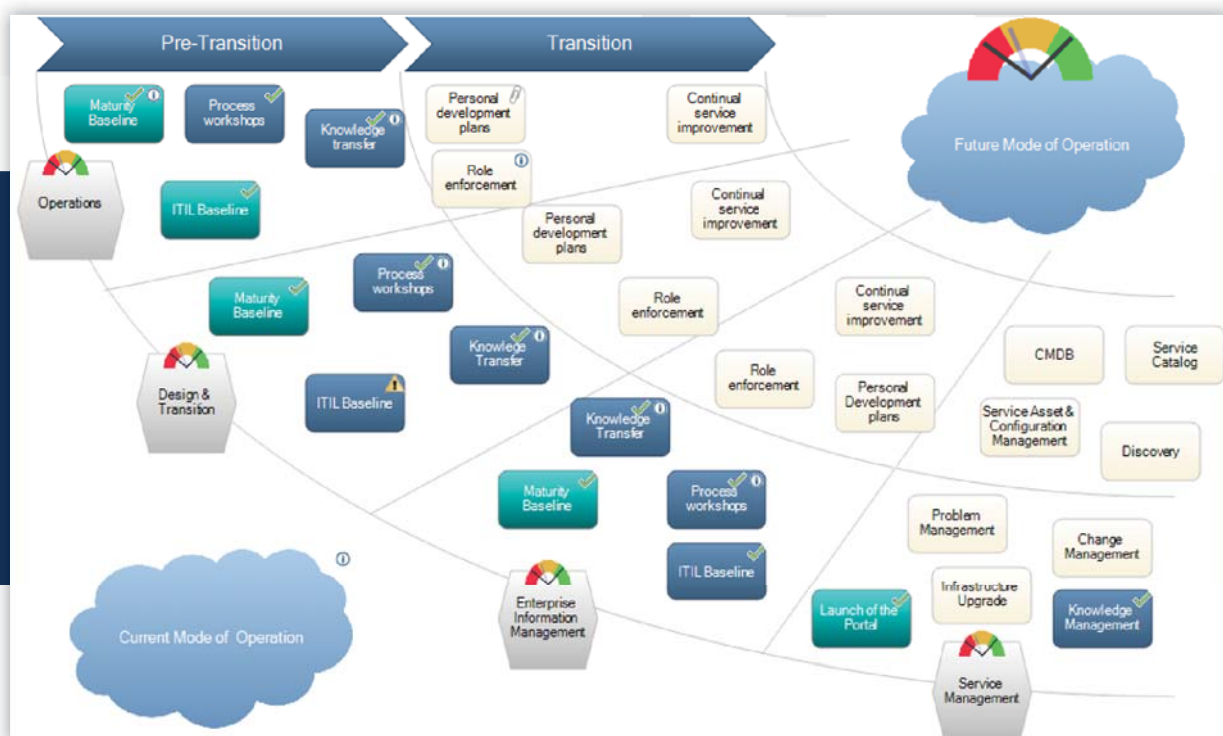 Pre-Transition
Transition
Maturity
Baseline
Process
workshops
Knowledge
transfer
Personal
development
plans
Continual
service
improvement
Future Mode of Operation
Role
enforcement
Operations
ITIL Baseline
Personal
development
plans
Continual
service
improvement
Maturity
Baseline
Process
workshops
Role
enforcement
Continual
service
improvement
Knowlege
Transfer
CMDB
Service
Catalog
Design &
Transition
ITIL Baseline
Role
enforcement
Personal
Development
plans
Knowledge
Transfer
Service Asset &
Configuration
Management
Discovery
Maturity
Baseline
Process
workshops
Problem
Management
Change
Management
ITIL Baseline
Enterprise
Information
Management
Launch of the
Portal
Infrastructure
Upgrade
Knowledge
Management
Current Mode of Operation
Service
Management